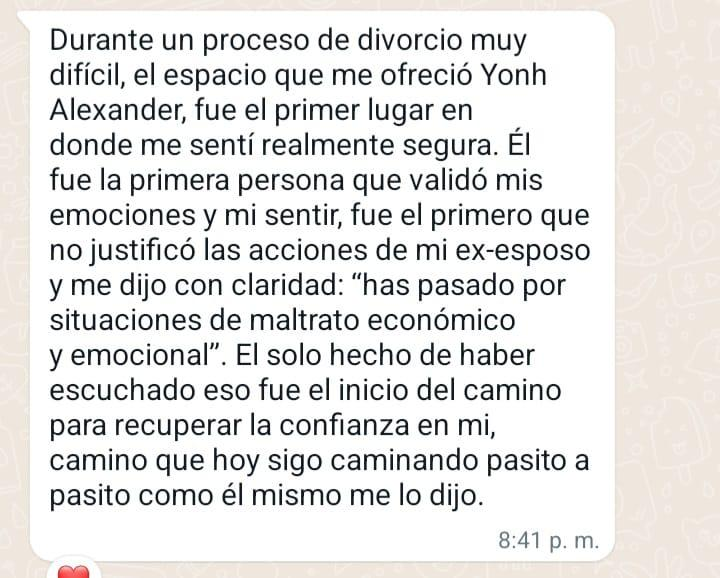 Durante un proceso de divorcio muy
difícil, el espacio que me ofreció Yonh
Alexander, fue el primer lugar en
donde me sentí realmente segura. Él
fue la primera persona que validó mis
emociones y mi sentir, fue el primero que
no justificó las acciones de mi ex-esposo
y me dijo con claridad: “has pasado por
situaciones de maltrato económico
y emocional”. El solo hecho de haber
escuchado eso fue el inicio del camino
para recuperar la confianza en mi,
camino que hoy sigo caminando pasito a
pasito como él mismo me lo dijo.
8:41 p. m.